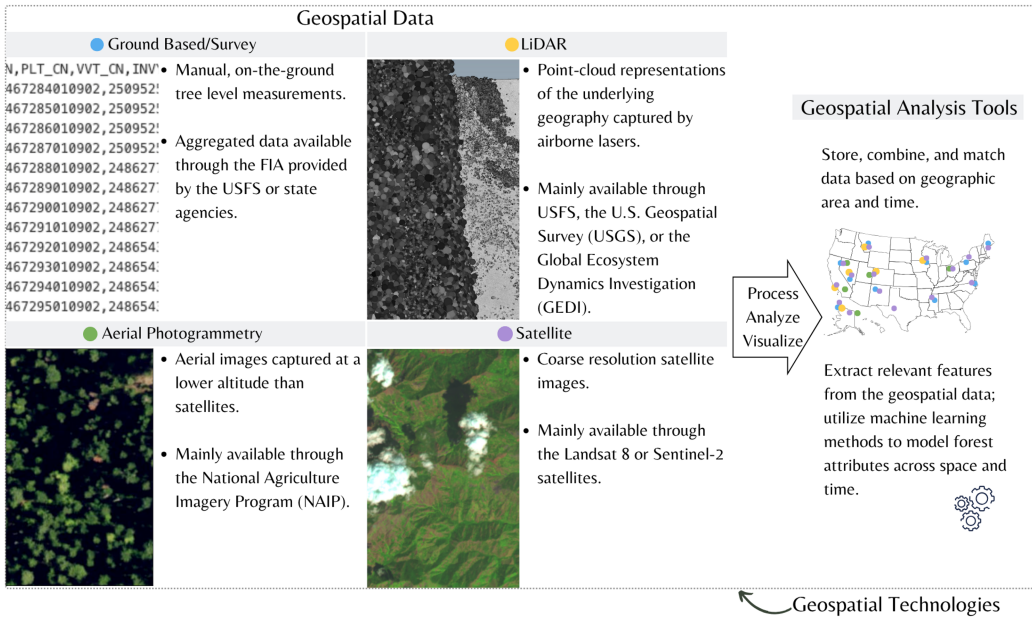 Geospatial Data
Ground Based/Survey
N,PLT_CN,VVT_CN,INV
467284010902,250952
467285010902,250952
467286010902,250952
467287010902,250952
467288010902,248627
467289010902,248627
467290010902,248627
467291010902,248627
467292010902,248654
467293010902,248654
467294010902,248654
467295010902,248654
• Manual, on-the-ground
tree level measurements.
• Aggregated data available
through the FIA provided
by the USFS or state
agencies.
LiDAR
• Point-cloud representations
of the underlying
geography captured by
airborne lasers.
• Mainly available through
USFS, the U.S. Geospatial
Survey (USGS), or the
Global Ecosystem
Dynamics Investigation
(GEDI).
Aerial Photogrammetry
• Aerial images captured at a
lower altitude than
satellites.
• Mainly available through
the National Agriculture
Imagery Program (NAIP).
Satellite
• Coarse resolution satellite
images.
• Mainly available through
the Landsat 8 or Sentinel-2
satellites.
Process
Analyze
Visualize
Geospatial Analysis Tools
Store, combine, and match
data based on geographic
area and time.
Extract relevant features
from the geospatial data;
utilize machine learning
methods to model forest
attributes across space and
time.
Geospatial Technologies